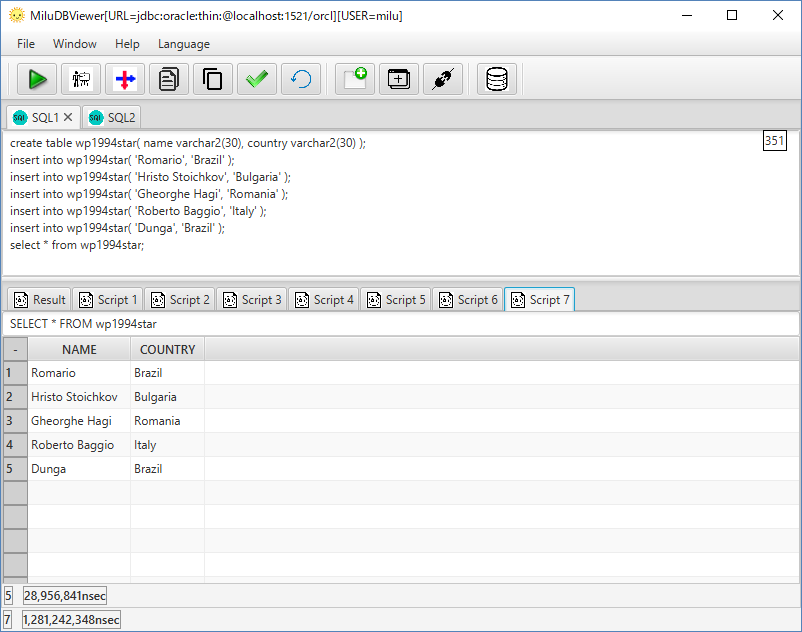 MiluDBViewer[URL=jdbc:oracle:thin:@localhost:1521/orcl][USER=milu]
File Window Help Language
SQL SQL1 SQL SQL2
create table wp1994star( name varchar2(30), country varchar2(30) );
351
insert into wp1994star( 'Romario', 'Brazil' );
insert into wp1994star( 'Hristo Stoichkov', 'Bulgaria' );
insert into wp1994star( 'Gheorghe Hagi', 'Romania' );
insert into wp1994star( 'Roberto Baggio', 'Italy' );
insert into wp1994star( 'Dunga', 'Brazil' );
select * from wp1994star;
Result Script 1 Script 2 Script 3 Script 4 Script 5 Script 6 Script 7
SELECT * FROM wp1994star
- NAME COUNTRY
1 Romario Brazil
2 Hristo Stoichkov Bulgaria
3 Gheorghe Hagi Romania
4 Roberto Baggio Italy
5 Dunga Brazil
5 28,956,841nsec
7 1,281,242,348nsec